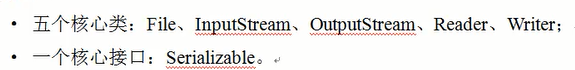 • 五个核心类：File、InputStream、OutputStream、Reader、Writer；
• 一个核心接口：Serializable。